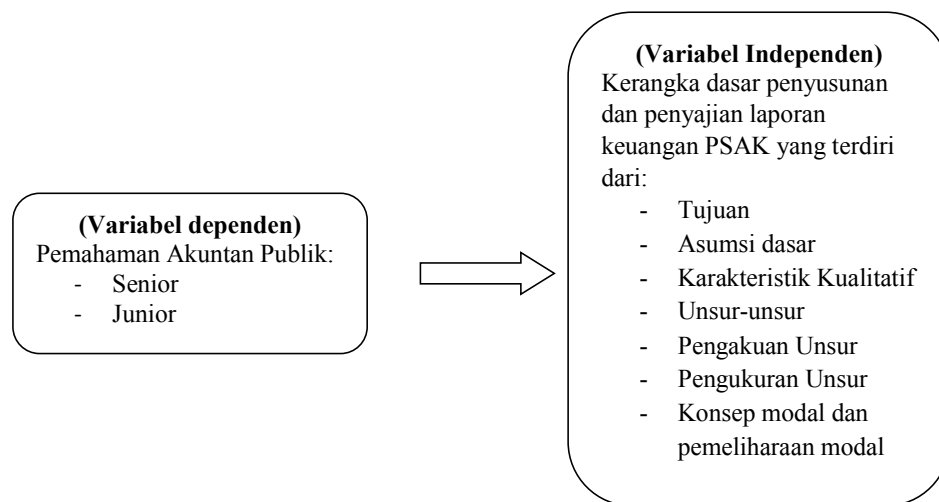 (Variabel dependen)
Pemahaman Akuntan Publik:
- Senior
- Junior
(Variabel Independen)
Kerangka dasar penyusunan
dan penyajian laporan
keuangan PSAK yang terdiri
dari:
- Tujuan
- Asumsi dasar
- Karakteristik Kualitatif
- Unsur-unsur
- Pengakuan Unsur
- Pengukuran Unsur
- Konsep modal dan
pemeliharaan modal